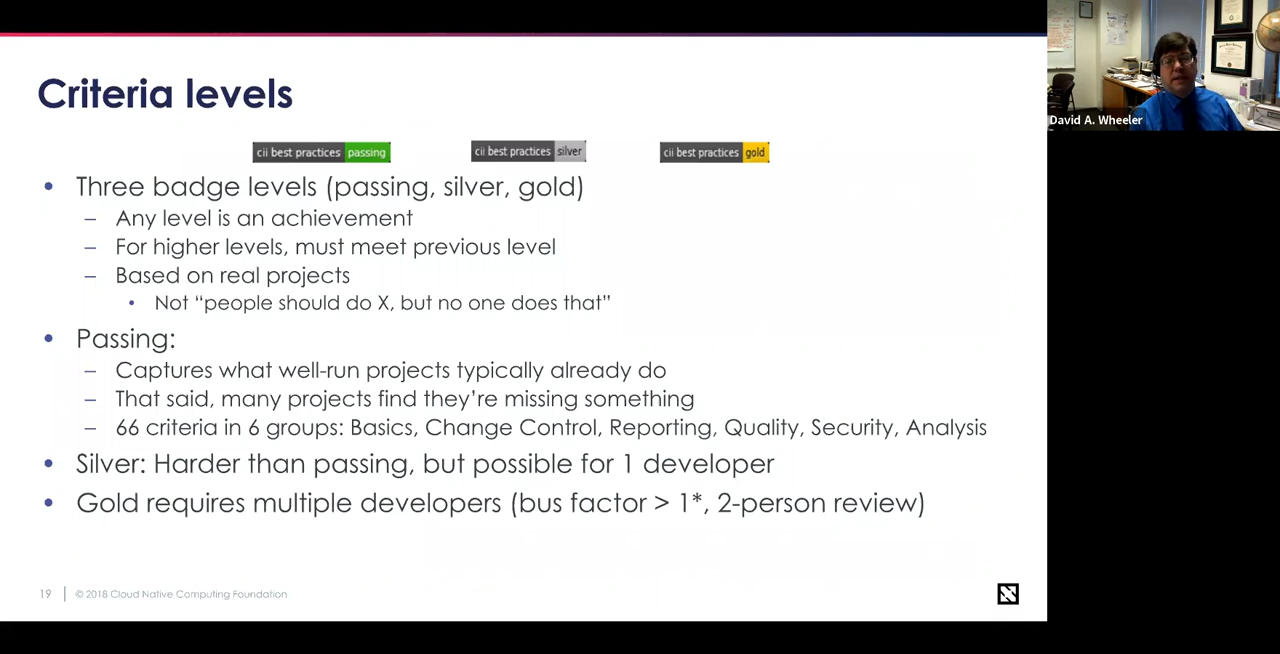 Criteria levels
cii best practices passing
cii best practices silver
cii best practices gold
• Three badge levels (passing, silver, gold)
– Any level is an achievement
– For higher levels, must meet previous level
– Based on real projects
• Not “people should do X, but no one does that”
• Passing:
– Captures what well-run projects typically already do
– That said, many projects find they’re missing something
– 66 criteria in 6 groups: Basics, Change Control, Reporting, Quality, Security, Analysis
• Silver: Harder than passing, but possible for 1 developer
• Gold requires multiple developers (bus factor > 1*, 2-person review)
19
© 2018 Cloud Native Computing Foundation
David A. Wheeler